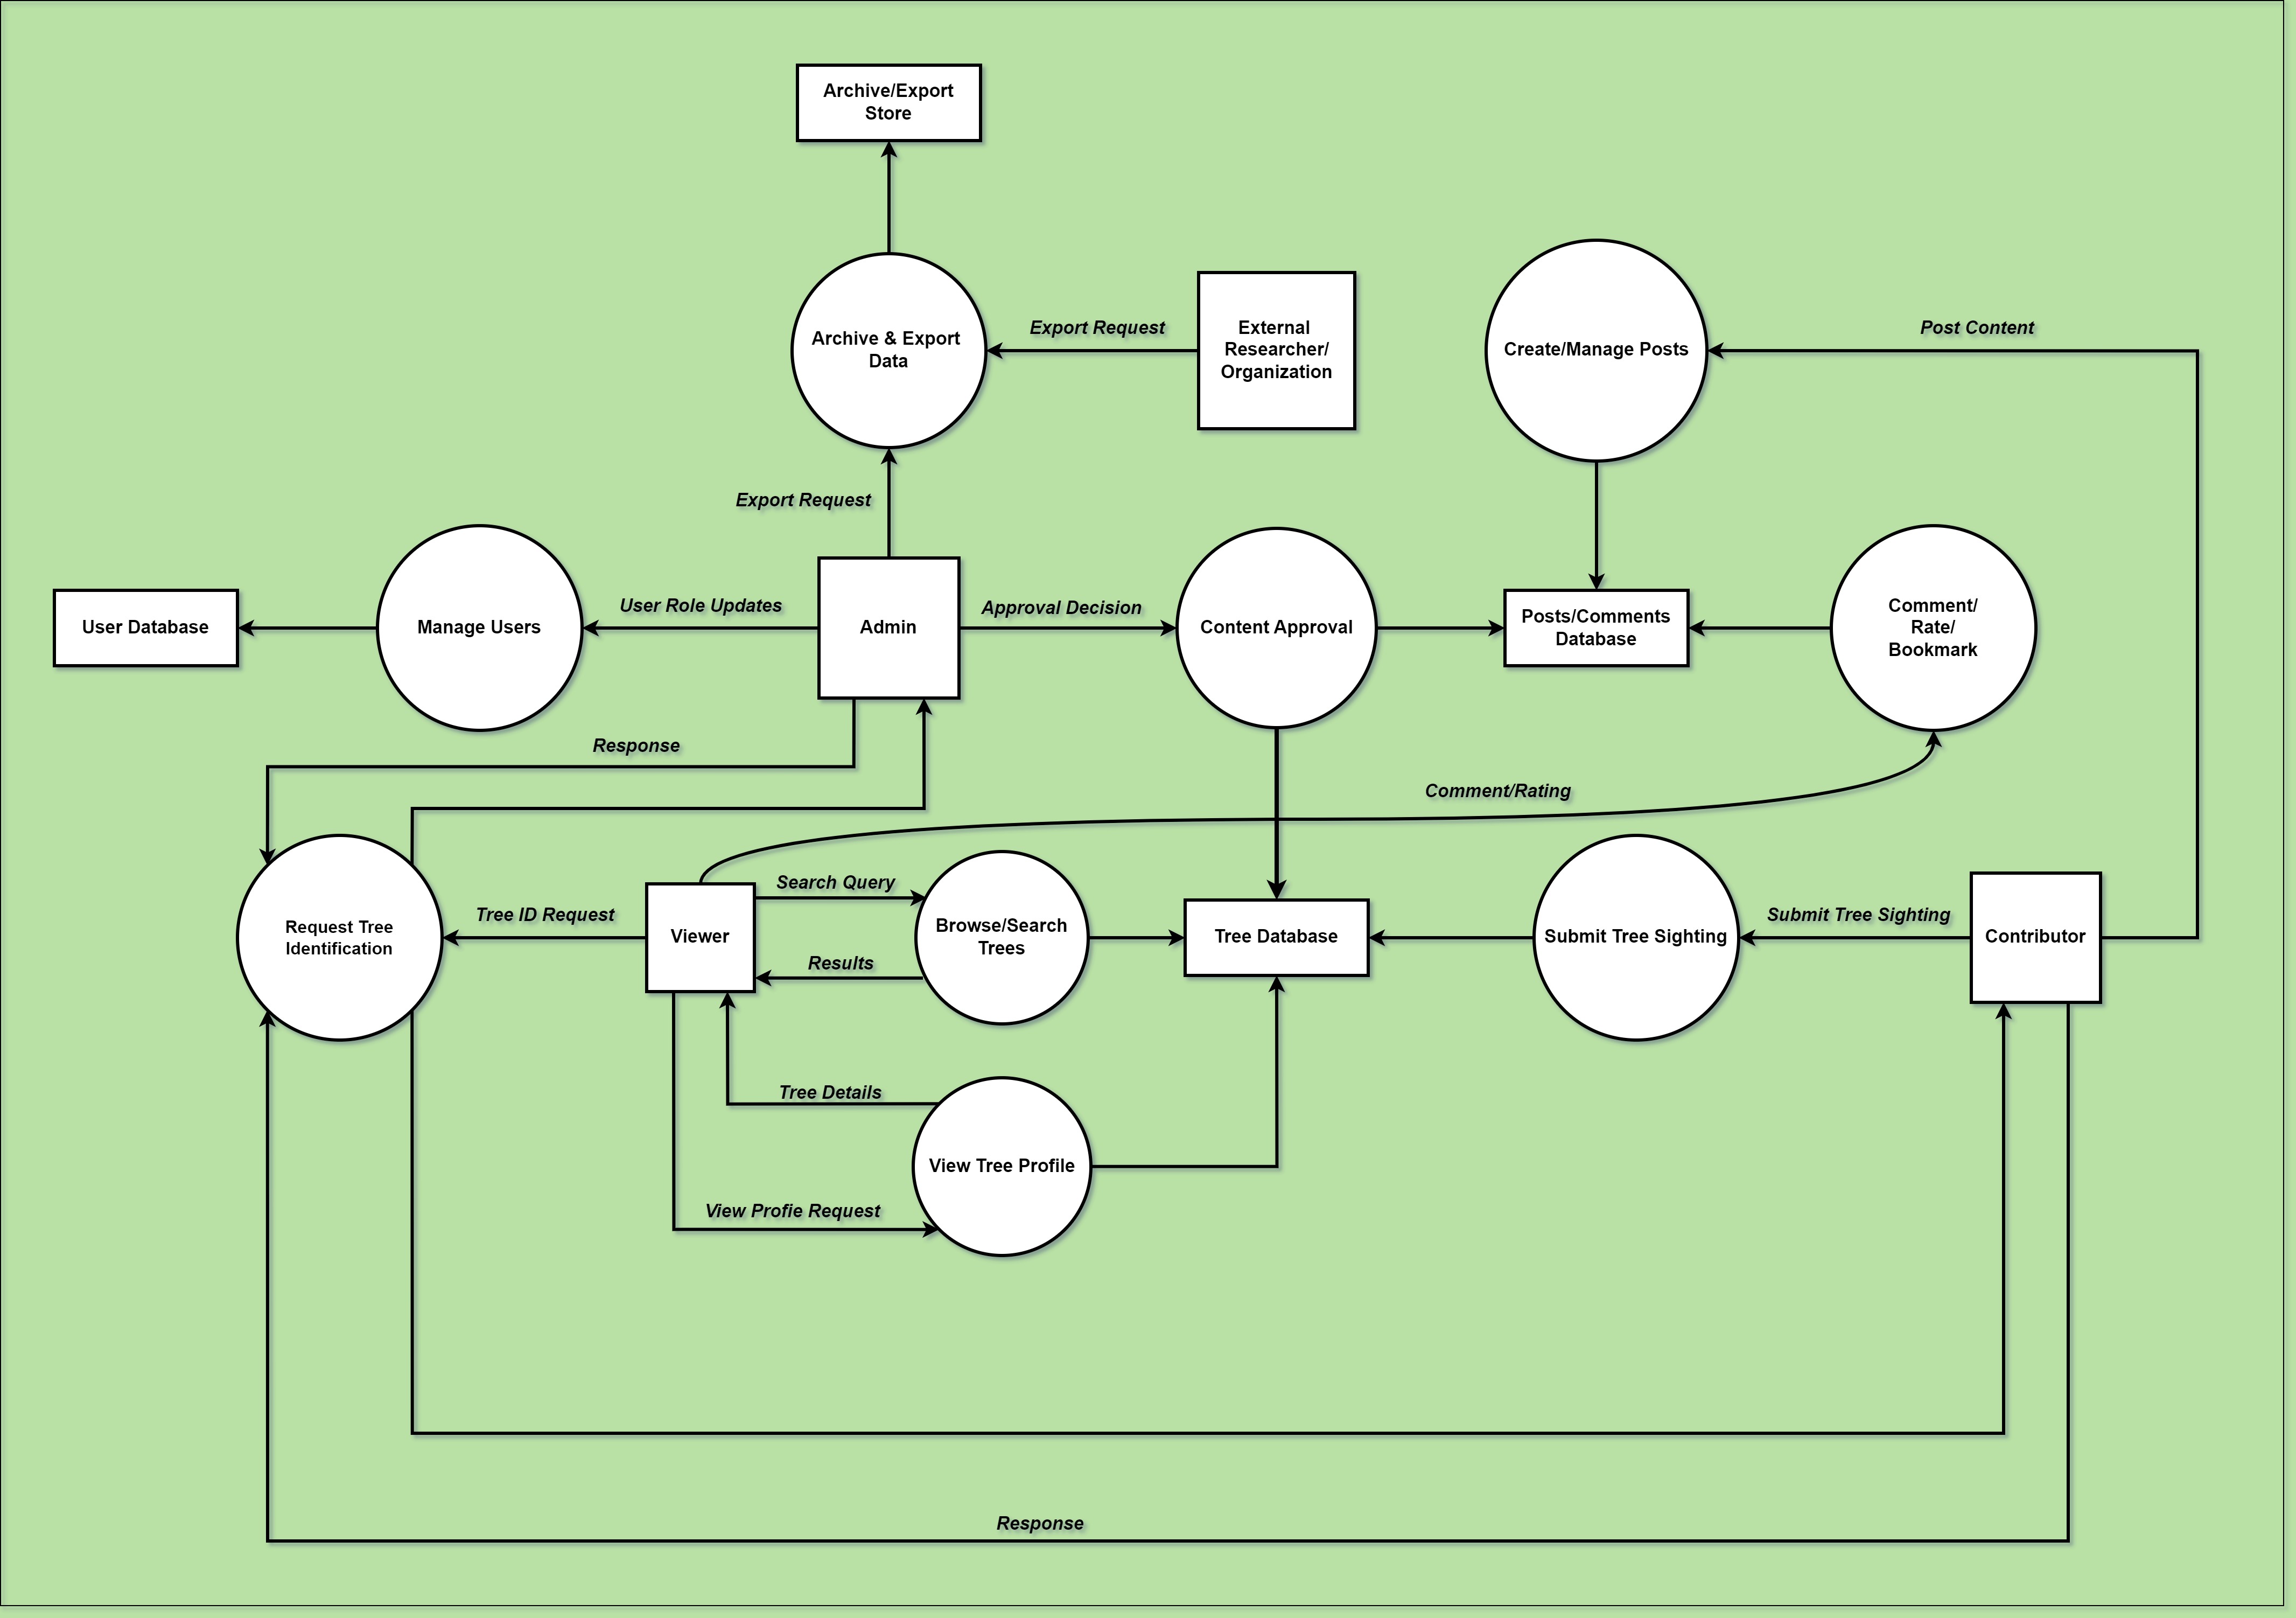 Archive/Export
Store
Archive & Export
Data
Export Request
External
Researcher/
Organization
Create/Manage Posts
Post Content
Export Request
User Database
Manage Users
User Role Updates
Admin
Approval Decision
Content Approval
Posts/Comments
Database
Comment/
Rate/
Bookmark
Response
Comment/Rating
Request Tree
Identification
Tree ID Request
Viewer
Search Query
Results
Browse/Search
Trees
Tree Database
Submit Tree Sighting
Submit Tree Sighting
Contributor
Tree Details
View Tree Profile
View Profie Request
Response